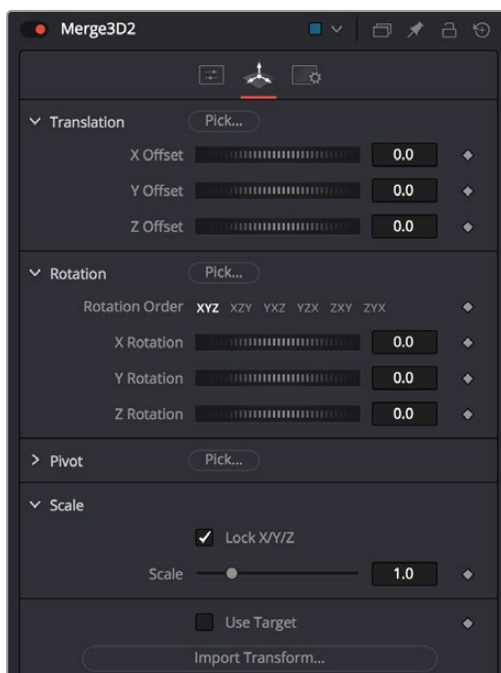 Merge3D2
Translation Pick...
X Offset 0.0
Y Offset 0.0
Z Offset 0.0
Rotation Pick...
Rotation Order XYZ XZY YXZ YZX ZXY ZYX
X Rotation 0.0
Y Rotation 0.0
Z Rotation 0.0
Pivot Pick...
Scale
Lock X/Y/Z
Scale 1.0
Use Target
Import Transform...